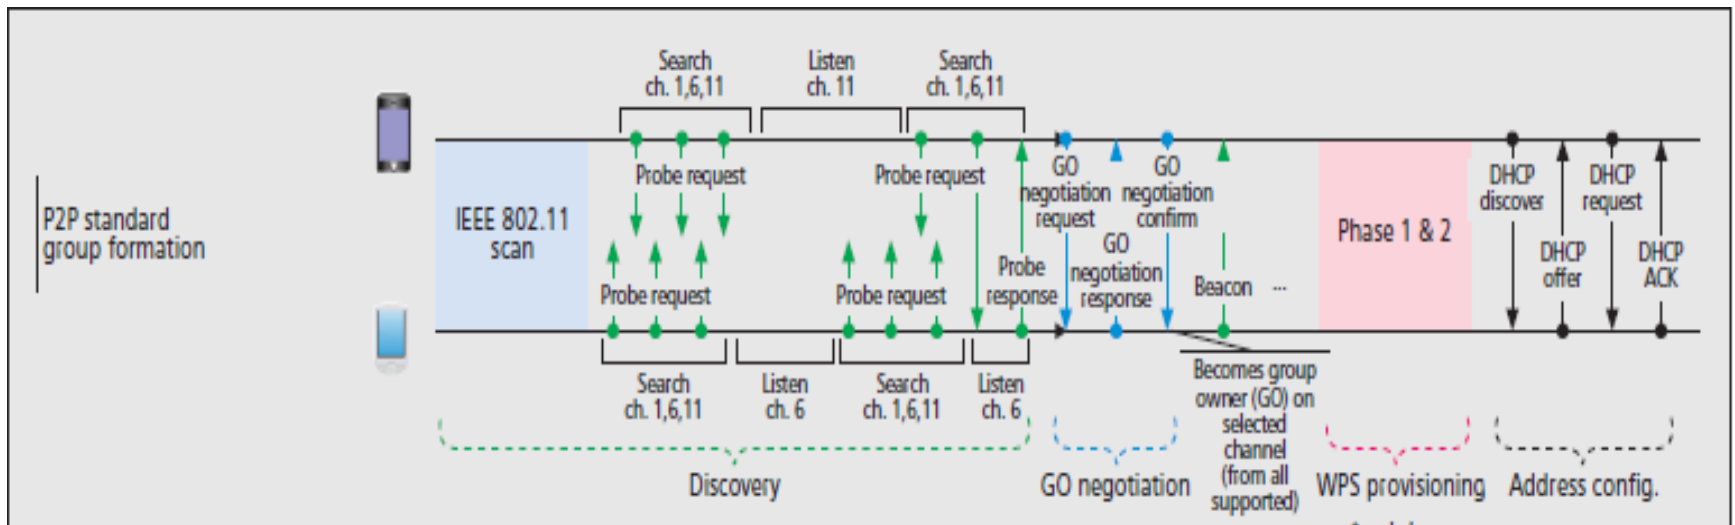 Search
ch. 1,6,11
Listen
ch. 11
Search
ch. 1,6,11
P2P standard
group formation
IEEE 802.11
scan
Probe request
Probe request
Probe request
Probe request
Probe
response
GO
negotiation
request
GO
negotiation
response
GO
negotiation
confirm
Beacon ...
Phase 1 & 2
DHCP
discover
DHCP
offer
DHCP
request
DHCP
ACK
Search
ch. 1,6,11
Listen
ch. 6
Search
ch. 1,6,11
Listen
ch. 6
Becomes group
owner (GO) on
selected
channel
(from all
supported)
Discovery
GO negotiation
WPS provisioning
Address config.